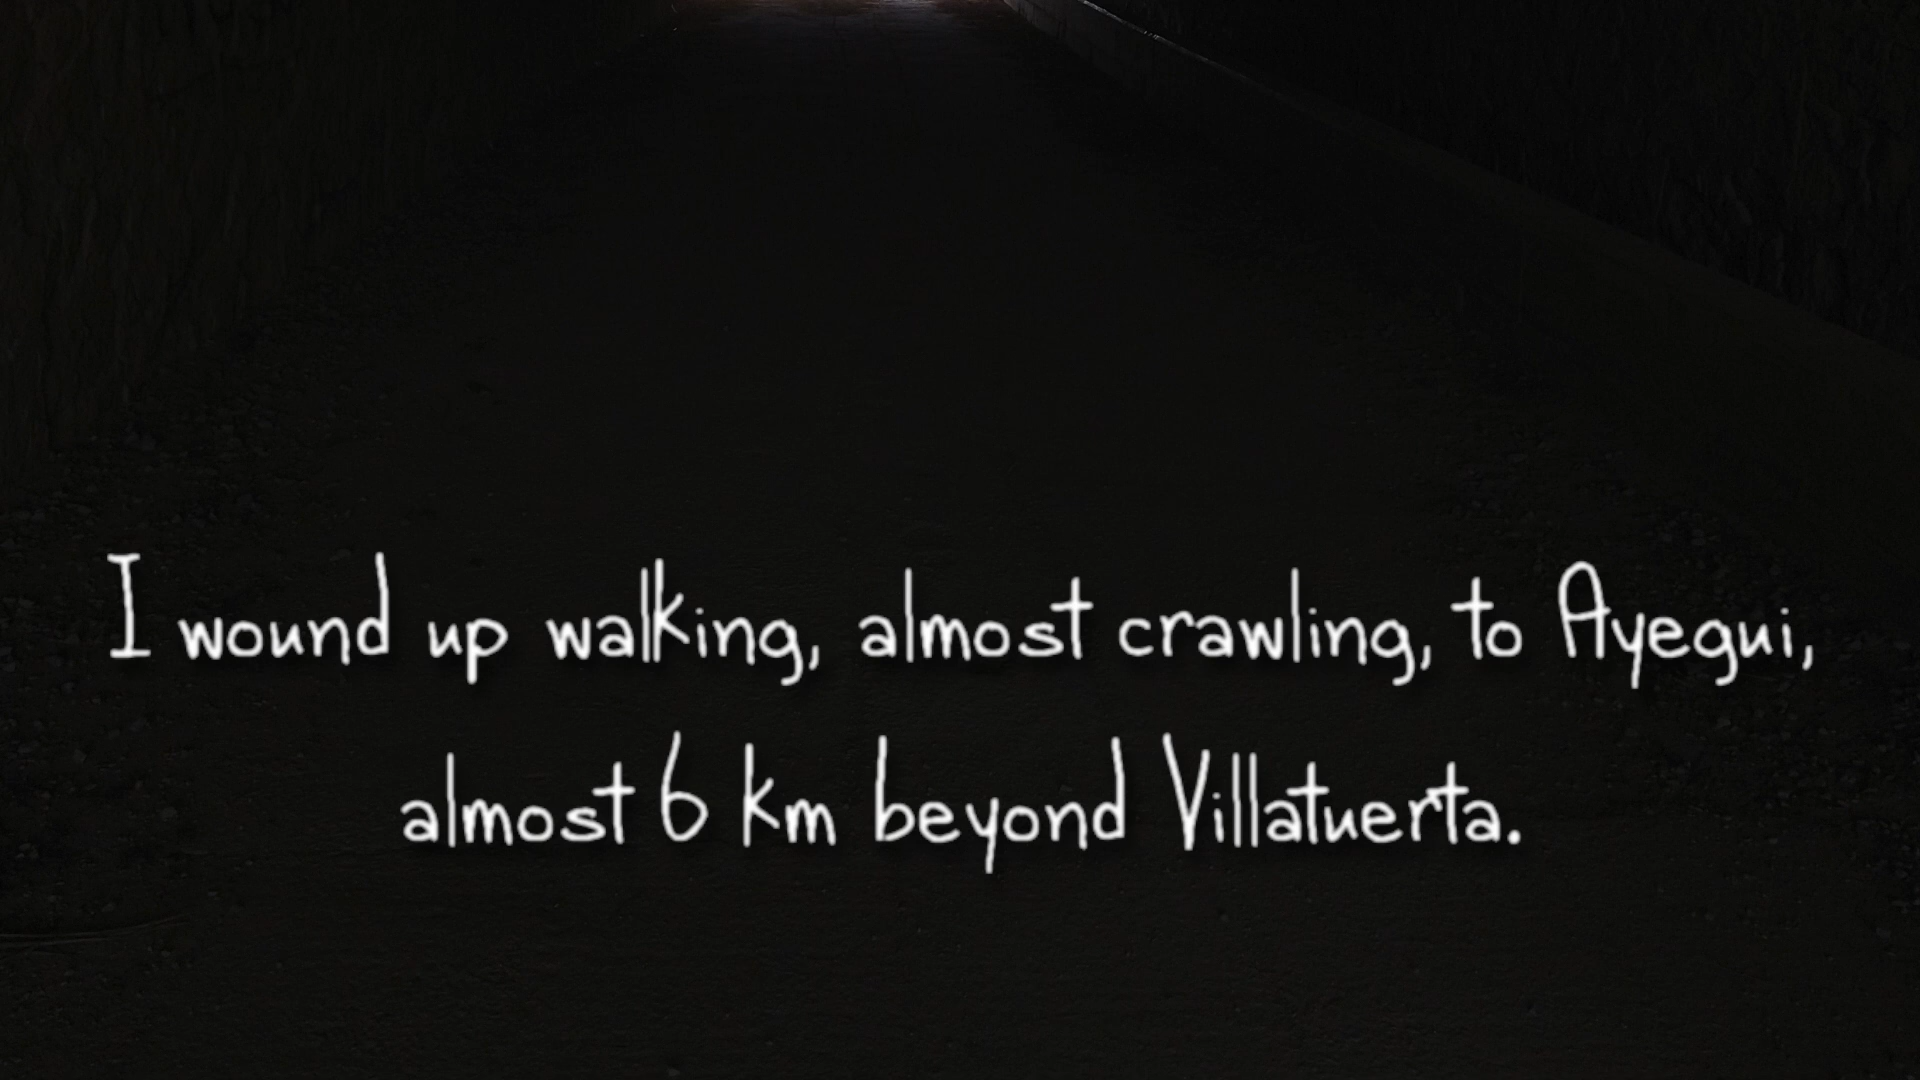 I wound up walking, almost crawling, to Ayegui,
almost 6 km beyond Villatuerta.